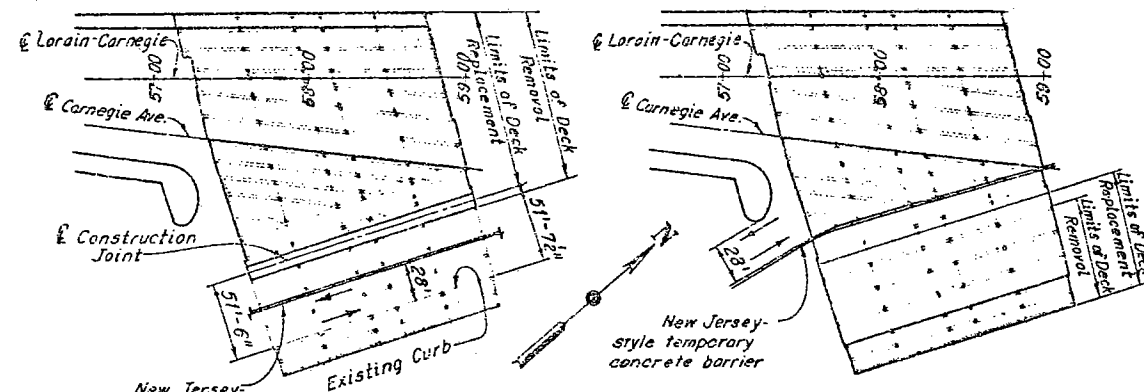 ℄ Lorain-Carnegie
57+00
58+00
59+00
℄ Carnegie Ave.
Limits of Deck
Replacement
Limits of Deck
Removal
℄ Construction
Joint
51'-7½"
51'-6"
28'
Existing Curb
New Jersey-
℄ Lorain-Carnegie
57+00
58+00
59+00
℄ Carnegie Ave.
28'
New Jersey-
style temporary
concrete barrier
Limits of Deck
Replacement
Limits of Deck
Removal
N